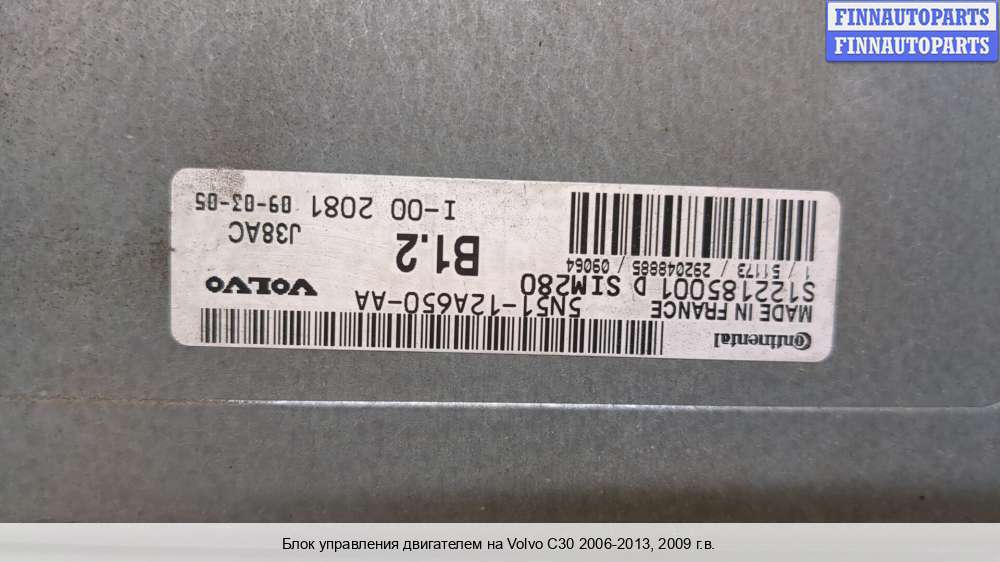 FINNAUTOPARTS
FINNAUTOPARTS
Continental
MADE IN FRANCE
S122185001 D SIM280
1 / 51173 / 292048885 / 09064
5N51-12A650-AA
VOLVO
B1.2
J38AC
I-00 2081 09-03-05
Блок управления двигателем на Volvo C30 2006-2013, 2009 г.в.